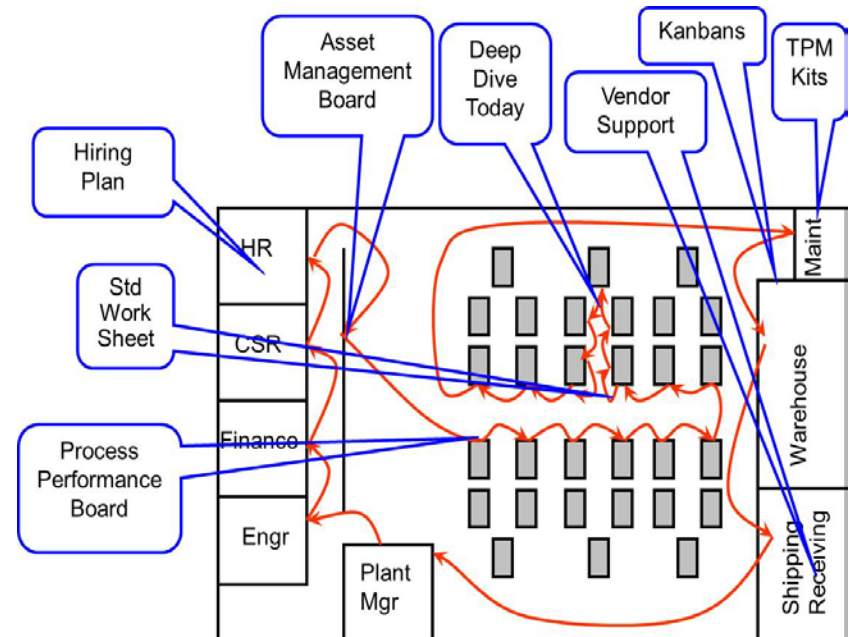 Asset
Management
Board
Deep
Dive
Today
Kanbans
TPM
Kits
Vendor
Support
Hiring
Plan
Std
Work
Sheet
Process
Performance
Board
HR
CSR
Finance
Engr
Plant
Mgr
Maint
Warehouse
Shipping
Receiving